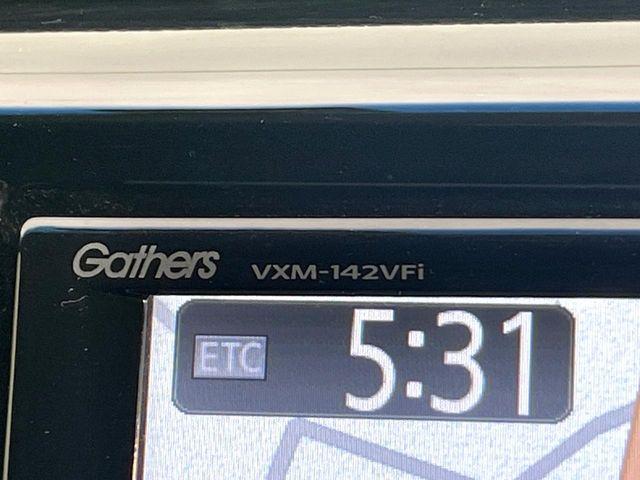 Gathers VXM-142VFi
ETC 5:31